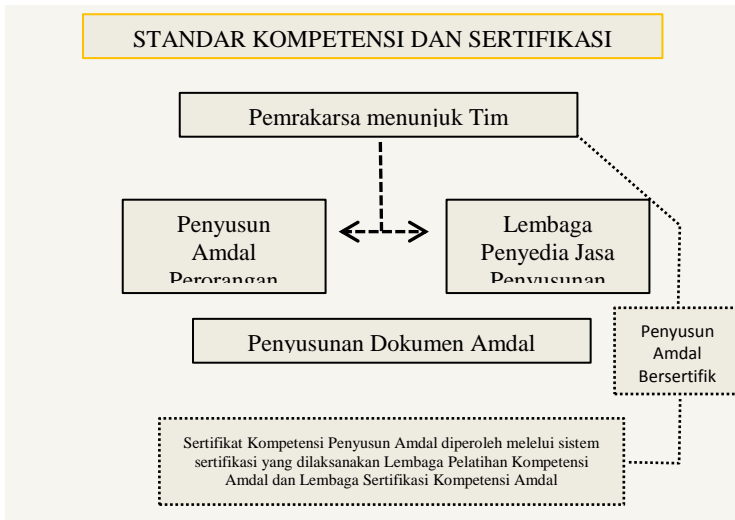 STANDAR KOMPETENSI DAN SERTIFIKASI
Pemrakarsa menunjuk Tim
Penyusun
Amdal
Perorangan
Lembaga
Penyedia Jasa
Penyusunan
Penyusunan Dokumen Amdal
Penyusun
Amdal
Bersertifik
Sertifikat Kompetensi Penyusun Amdal diperoleh melelui sistem
sertifikasi yang dilaksanakan Lembaga Pelatihan Kompetensi
Amdal dan Lembaga Sertifikasi Kompetensi Amdal